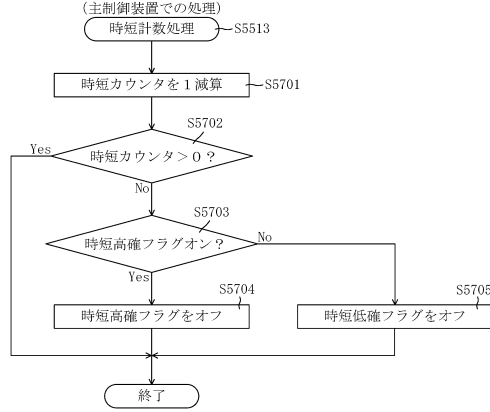 (主制御装置での処理)
時短計数処理
S5513
時短カウンタを1減算
S5701
S5702
Yes
時短カウンタ>0?
No
S5703
時短高確フラグオン?
No
Yes
S5704
S5705
時短高確フラグをオフ
時短低確フラグをオフ
終了